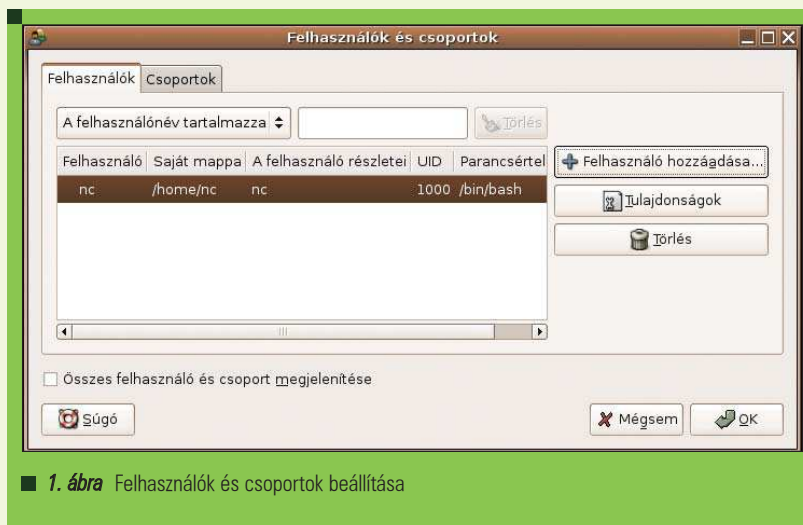 Felhasználók és csoportok
Felhasználók Csoportok
A felhasználónév tartalmazza Törlés
Felhasználó Saját mappa A felhasználó részletei UID Parancsértel
nc /home/nc nc 1000 /bin/bash
Felhasználó hozzáadása...
Tulajdonságok
Törlés
Összes felhasználó és csoport megjelenítése
Súgó Mégsem OK
1. ábra Felhasználók és csoportok beállítása